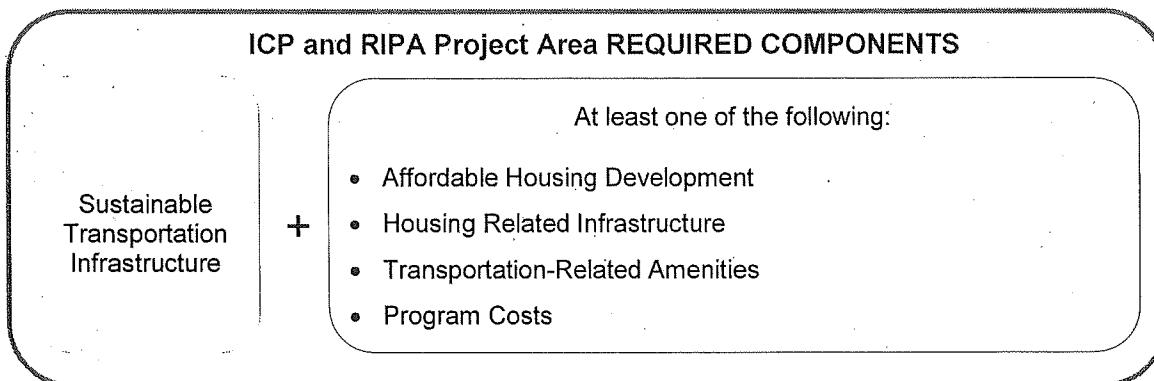 ICP and RIPA Project Area REQUIRED COMPONENTS
Sustainable
Transportation
Infrastructure
+
At least one of the following:
• Affordable Housing Development
• Housing Related Infrastructure
• Transportation-Related Amenities
• Program Costs